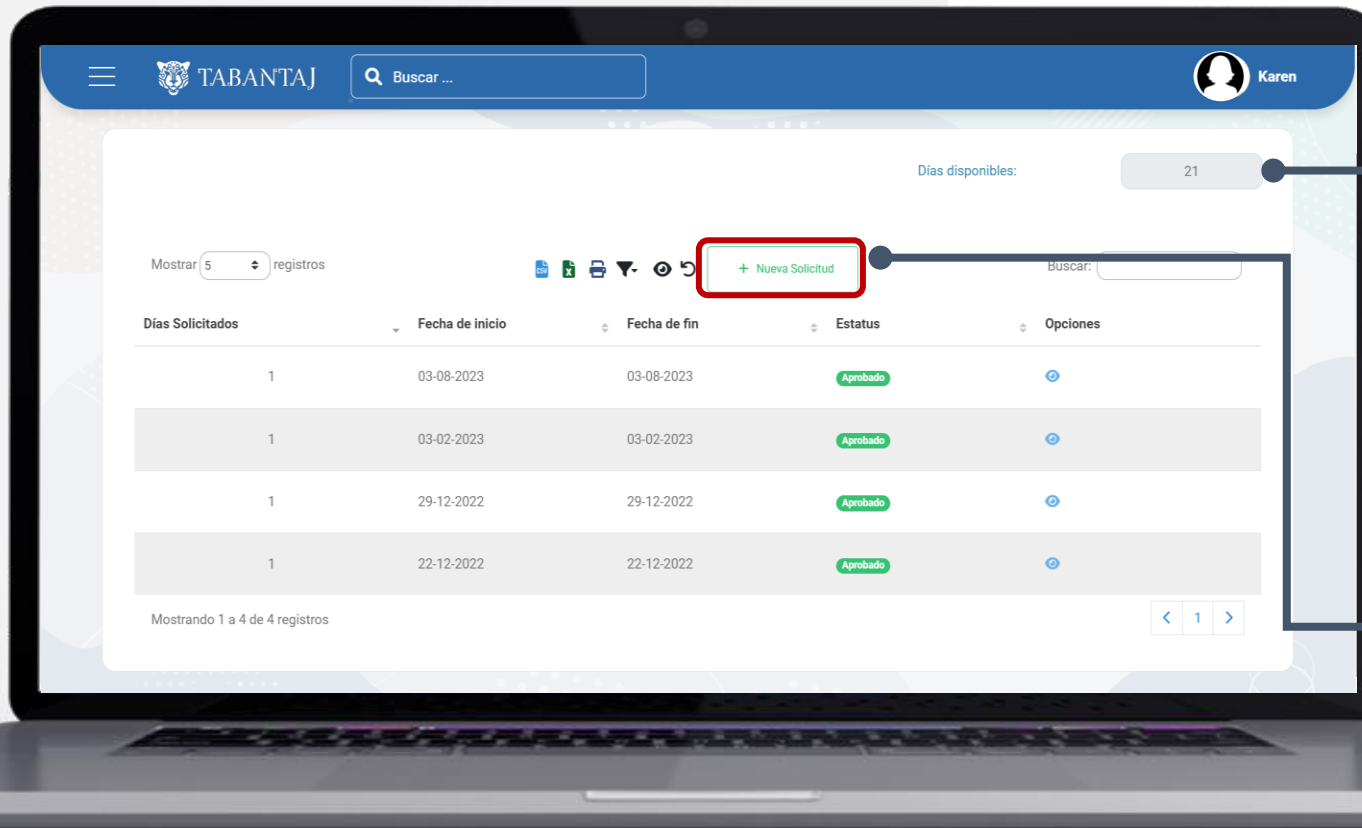 TABANTAJ
Buscar ...
Karen
Días disponibles:
21
Mostrar 5 registros
CSV
X
+ Nueva Solicitud
Buscar:
Días Solicitados Fecha de inicio Fecha de fin Estatus Opciones
1 03-08-2023 03-08-2023 Aprobado
1 03-02-2023 03-02-2023 Aprobado
1 29-12-2022 29-12-2022 Aprobado
1 22-12-2022 22-12-2022 Aprobado
Mostrando 1 a 4 de 4 registros
1